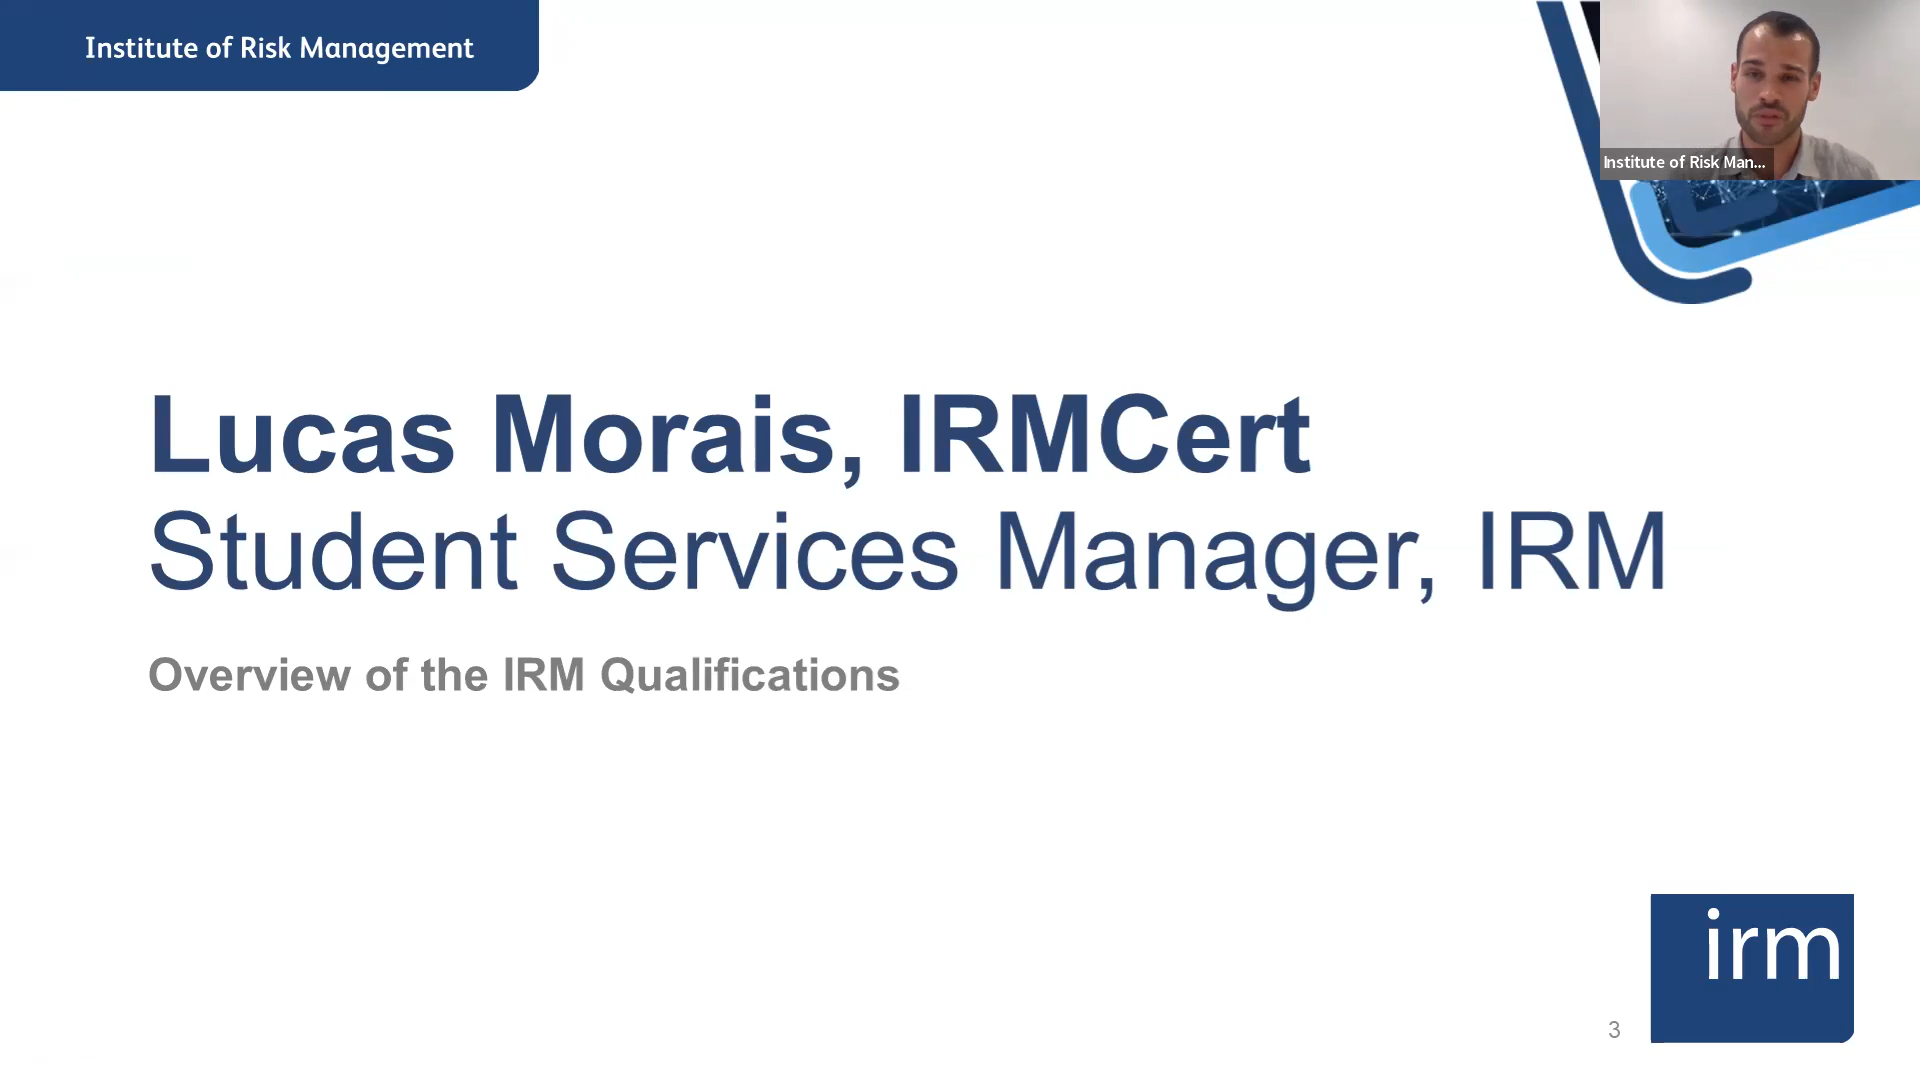 Institute of Risk Management
Institute of Risk Man...
Lucas Morais, IRMCert
Student Services Manager, IRM
Overview of the IRM Qualifications
irm
3